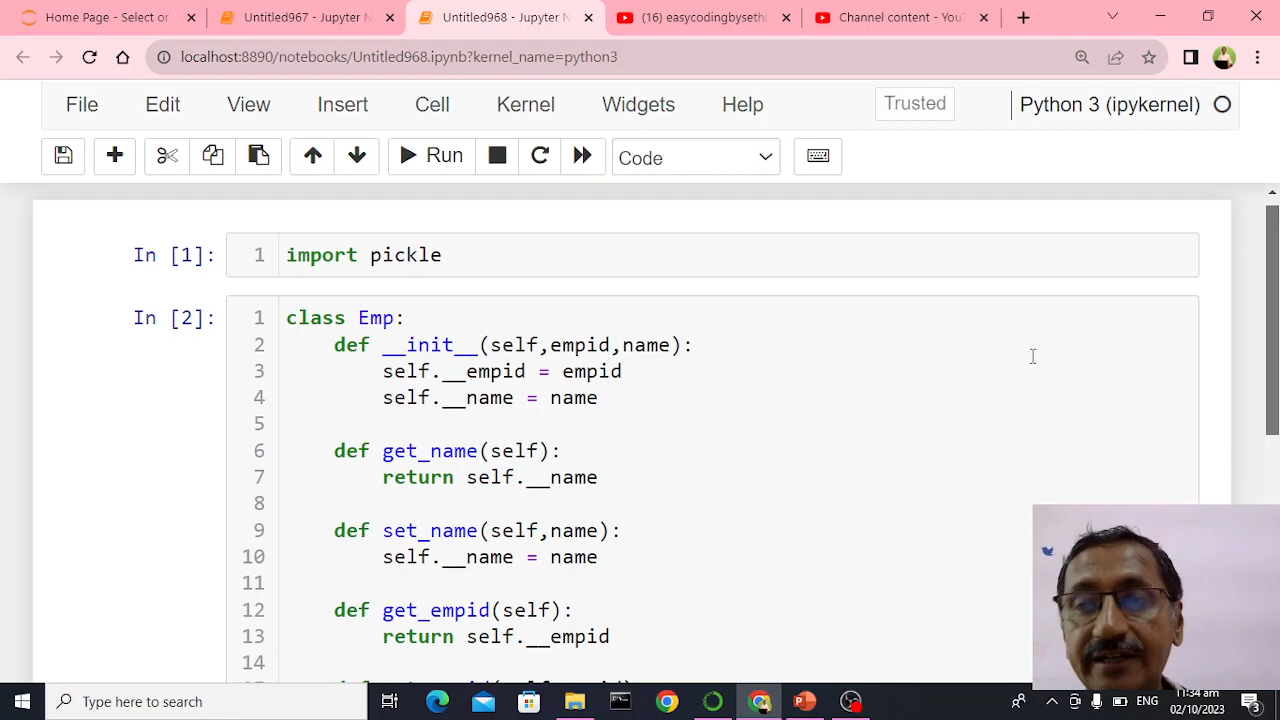 Home Page - Select or
Untitled967 - Jupyter N
Untitled968 - Jupyter N
(16) easycodingbyseth
Channel content - You
localhost:8890/notebooks/Untitled968.ipynb?kernel_name=python3
File Edit View Insert Cell Kernel Widgets Help Trusted Python 3 (ipykernel)
Run Code
In [1]: 1 import pickle
In [2]: 1 class Emp:
2 def __init__(self,empid,name):
3 self.__empid = empid
4 self.__name = name
5
6 def get_name(self):
7 return self.__name
8
9 def set_name(self,name):
10 self.__name = name
11
12 def get_empid(self):
13 return self.__empid
14
Type here to search
ENG
11:34 am
02/10/2023
3